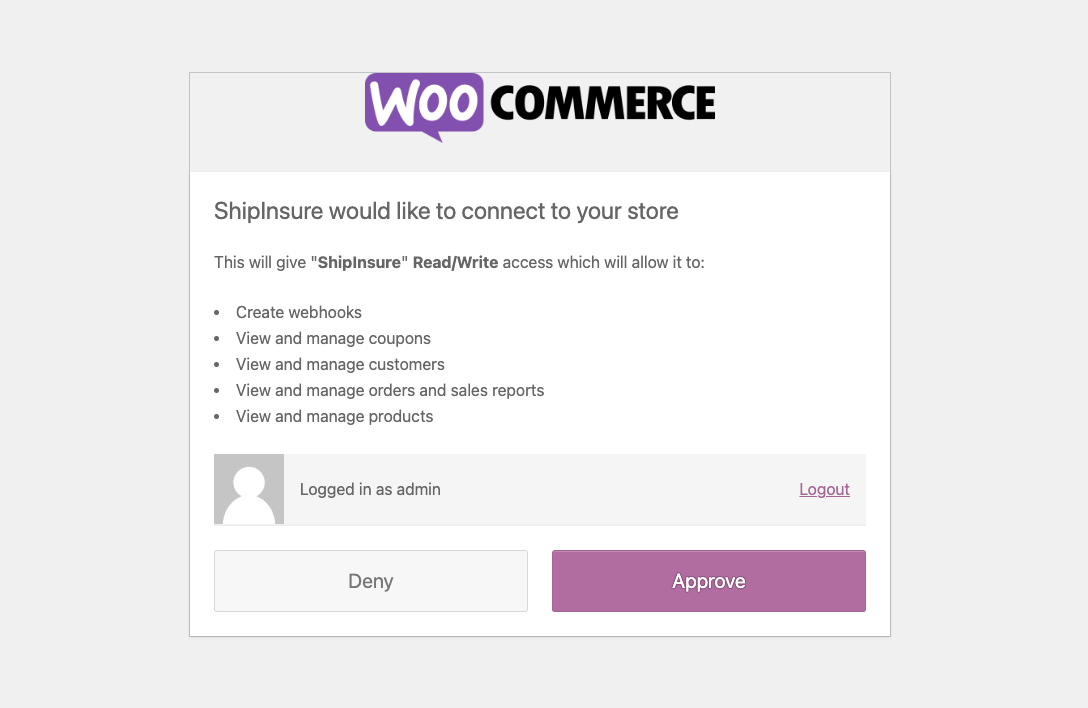 WOO COMMERCE
ShipInsure would like to connect to your store
This will give "ShipInsure" Read/Write access which will allow it to:
• Create webhooks
• View and manage coupons
• View and manage customers
• View and manage orders and sales reports
• View and manage products
Logged in as admin Logout
Deny Approve